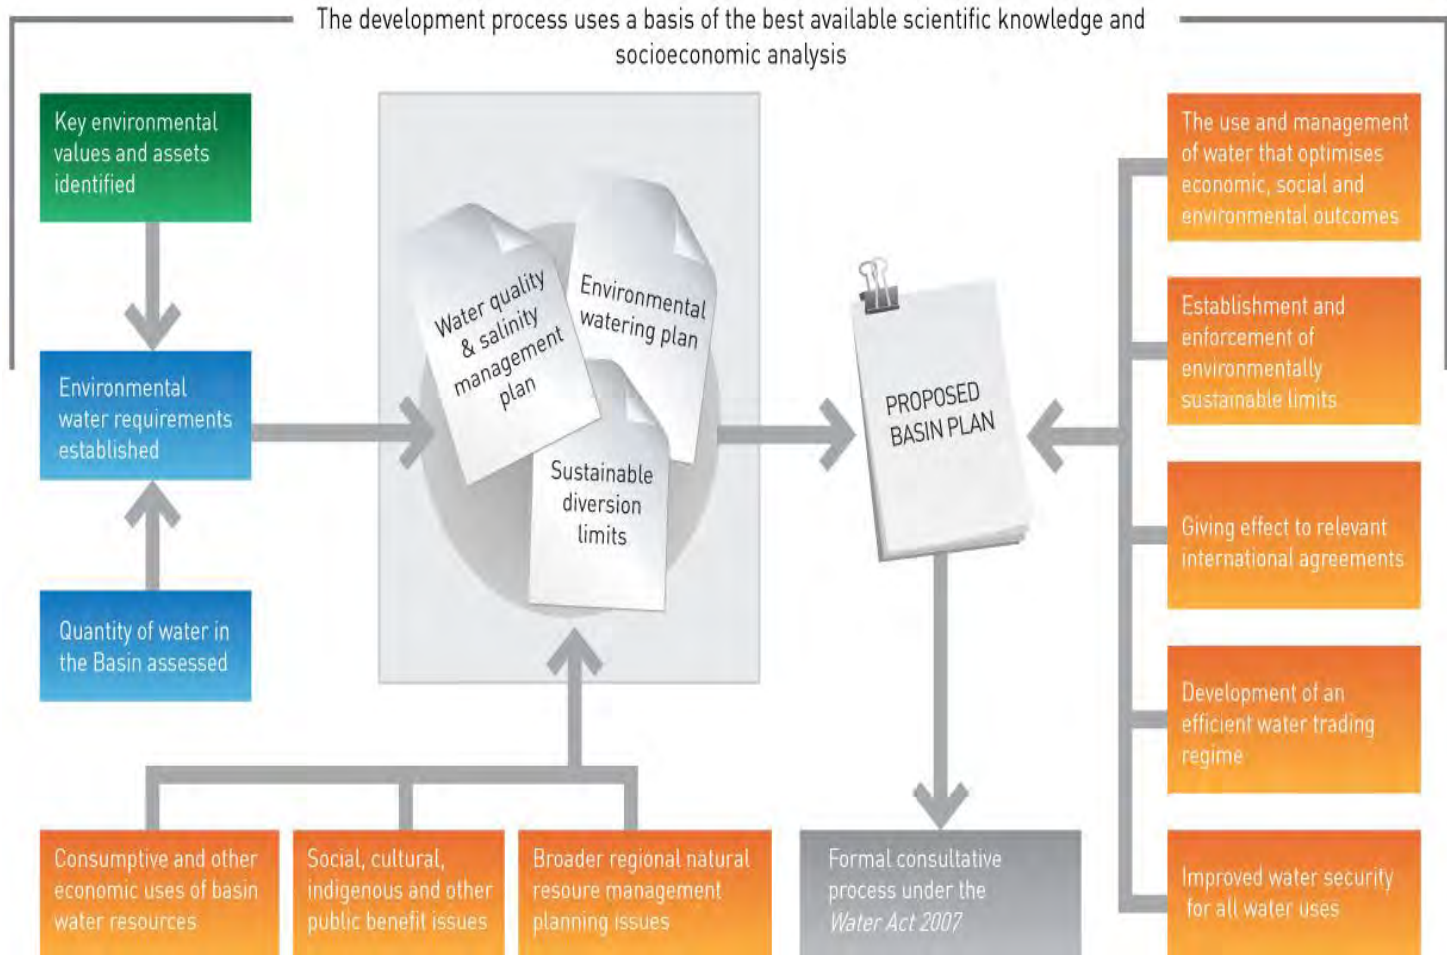 The development process uses a basis of the best available scientific knowledge and
socioeconomic analysis
Key environmental
values and assets
identified
Environmental
water requirements
established
Quantity of water in
the Basin assessed
Water quality
& salinity
management
plan
Environmental
watering plan
Sustainable
diversion
limits
PROPOSED
BASIN PLAN
The use and management
of water that optimises
economic, social and
environmental outcomes
Establishment and
enforcement of
environmentally
sustainable limits
Giving effect to relevant
international agreements
Development of an
efficient water trading
regime
Improved water security
for all water uses
Consumptive and other
economic uses of basin
water resources
Social, cultural,
indigenous and other
public benefit issues
Broader regional natural
resoure management
planning issues
Formal consultative
process under the
Water Act 2007